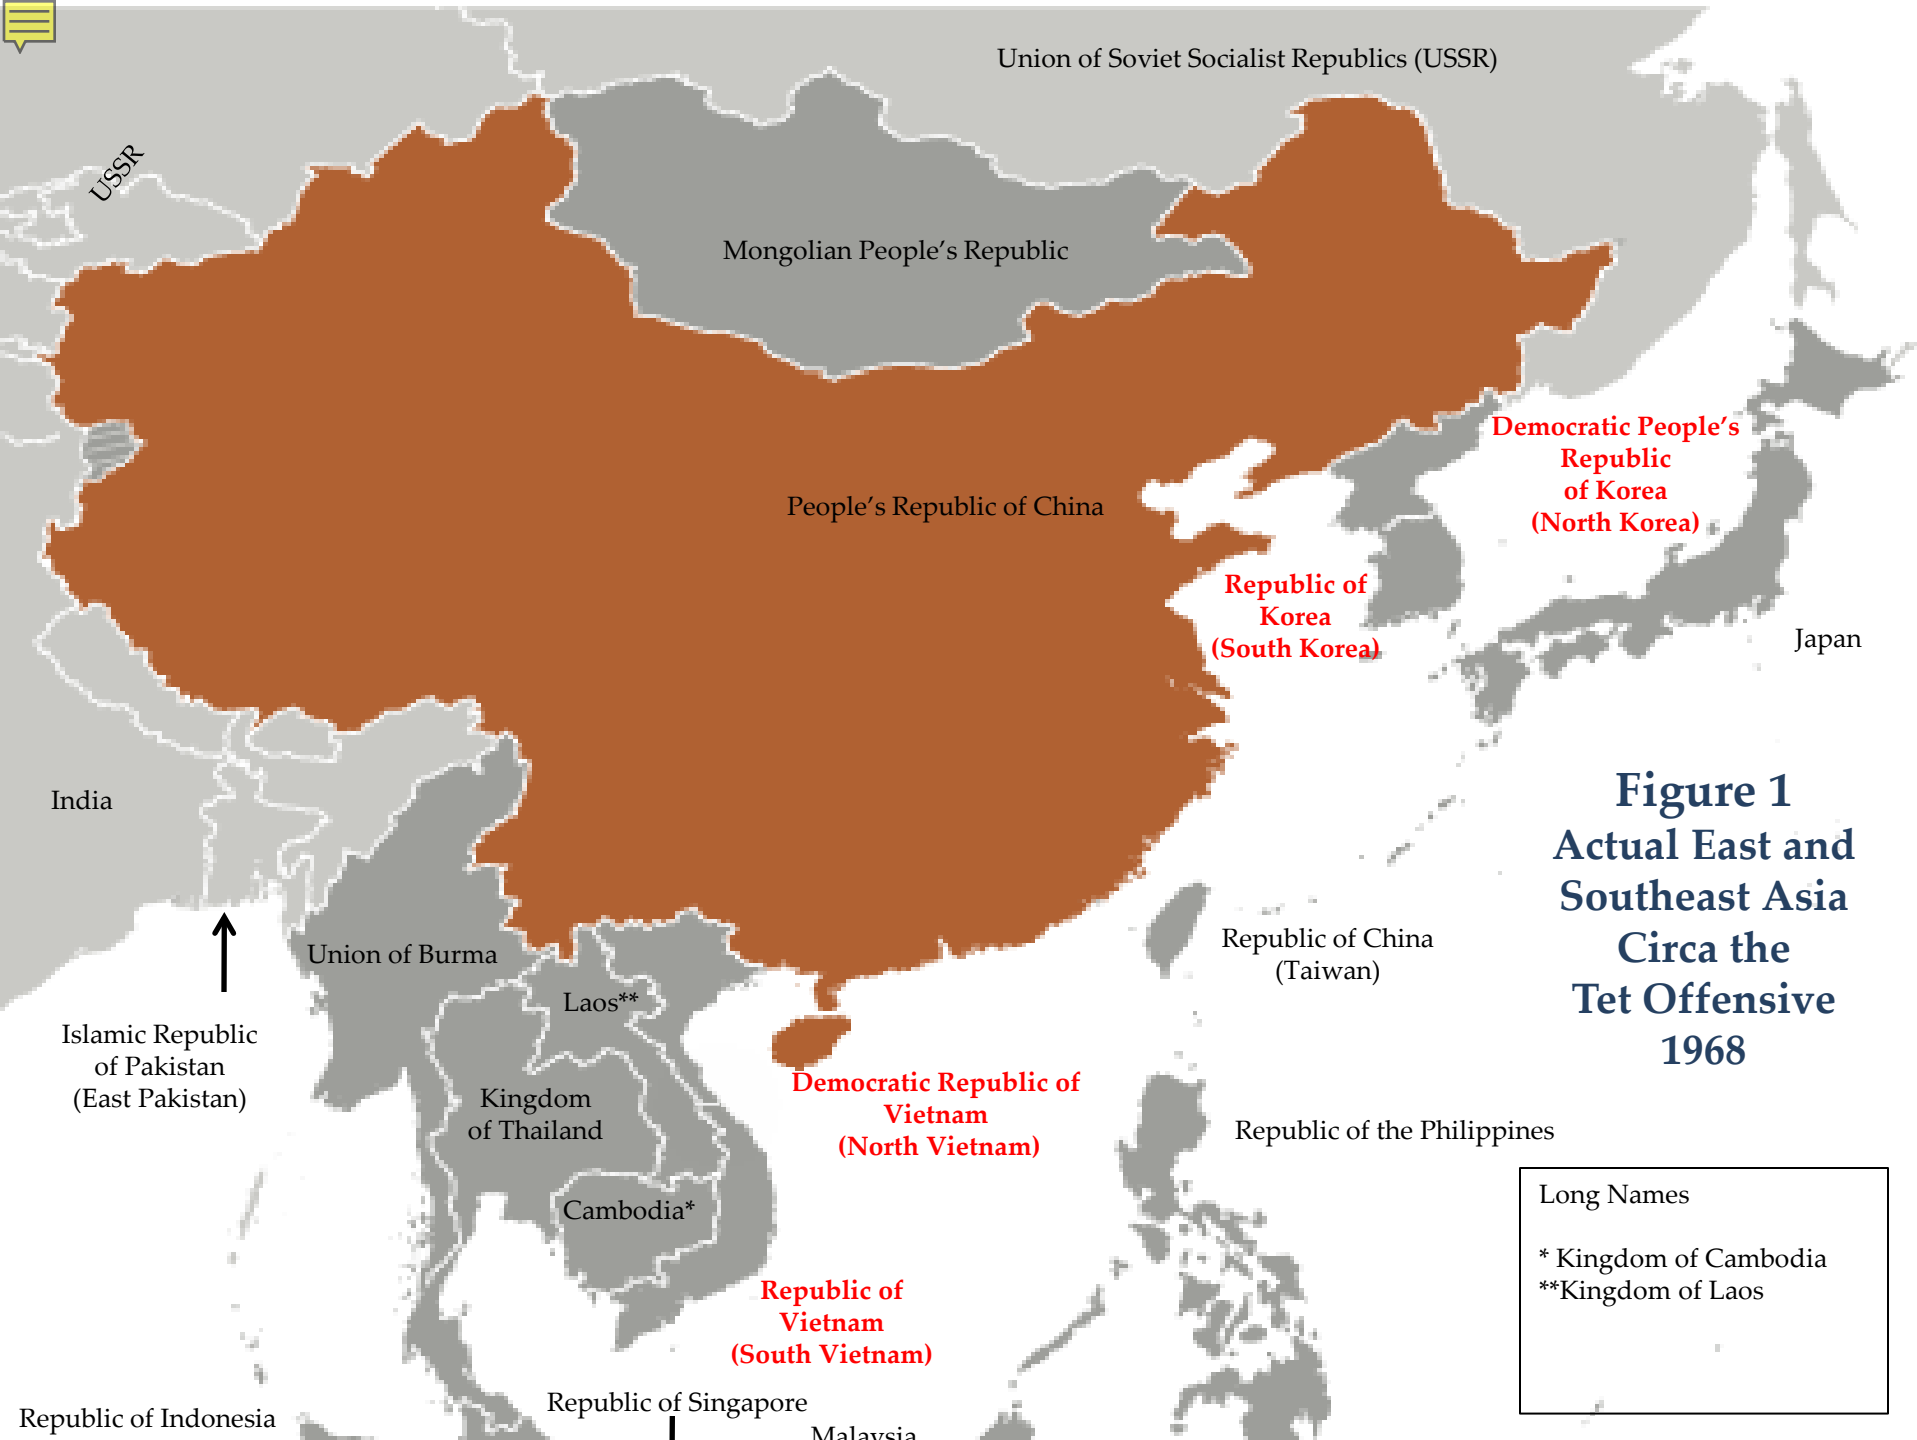 Union of Soviet Socialist Republics (USSR)
USSR
Mongolian People's Republic
Democratic People's
Republic
of Korea
(North Korea)
People's Republic of China
Republic of
Korea
(South Korea)
Japan
India
Figure 1
Actual East and
Southeast Asia
Circa the
Tet Offensive
1968
Union of Burma
Republic of China
(Taiwan)
Laos**
Islamic Republic
of Pakistan
(East Pakistan)
Democratic Republic of
Vietnam
(North Vietnam)
Kingdom
of Thailand
Republic of the Philippines
Cambodia*
Long Names
* Kingdom of Cambodia
**Kingdom of Laos
Republic of
Vietnam
(South Vietnam)
Republic of Singapore
Republic of Indonesia
Malaysia